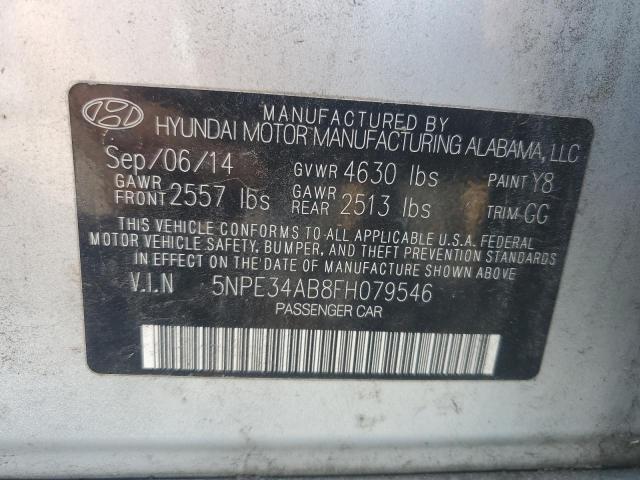 MANUFACTURED BY
HYUNDAI MOTOR MANUFACTURING ALABAMA, LLC
Sep/06/14 GVWR 4630 lbs PAINT Y8
GAWR FRONT 2557 lbs GAWR REAR 2513 lbs TRIM GG
THIS VEHICLE CONFORMS TO ALL APPLICABLE U.S.A. FEDERAL
MOTOR VEHICLE SAFETY, BUMPER, AND THEFT PREVENTION STANDARDS
IN EFFECT ON THE DATE OF MANUFACTURE SHOWN ABOVE
V.I.N 5NPE34AB8FH079546
PASSENGER CAR